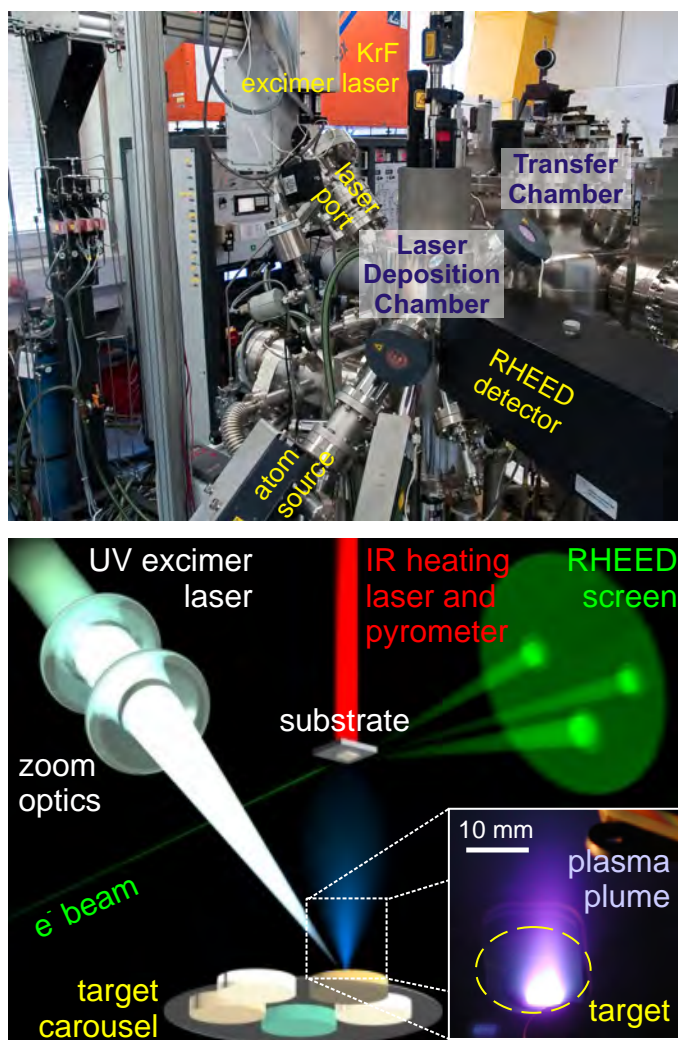 KrF
excimer laser
laser
port
Transfer
Chamber
Laser
Deposition
Chamber
RHEED
detector
atom
source
UV excimer
laser
IR heating
laser and
pyrometer
RHEED
screen
substrate
zoom
optics
10 mm
plasma
plume
e⁻ beam
target
carousel
target